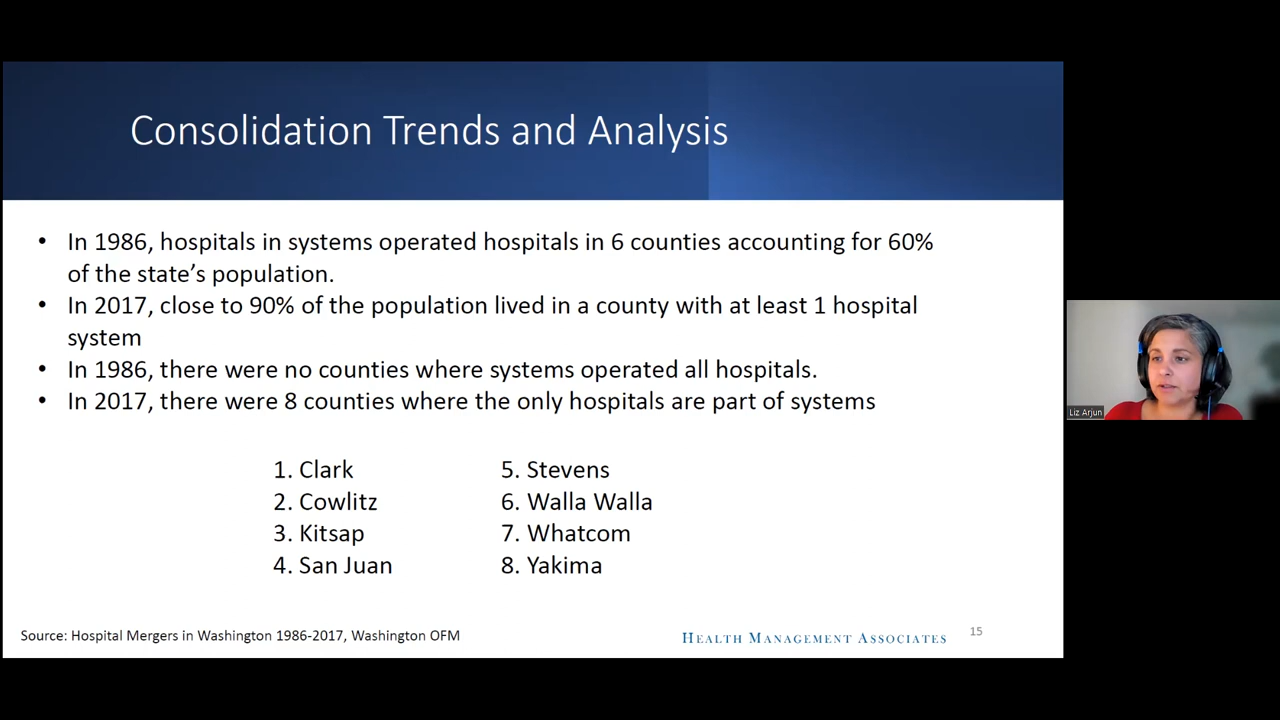 Consolidation Trends and Analysis
• In 1986, hospitals in systems operated hospitals in 6 counties accounting for 60%
of the state's population.
• In 2017, close to 90% of the population lived in a county with at least 1 hospital
system
• In 1986, there were no counties where systems operated all hospitals.
• In 2017, there were 8 counties where the only hospitals are part of systems
1. Clark
2. Cowlitz
3. Kitsap
4. San Juan
5. Stevens
6. Walla Walla
7. Whatcom
8. Yakima
Source: Hospital Mergers in Washington 1986-2017, Washington OFM
HEALTH MANAGEMENT ASSOCIATES
15
Liz Arjun